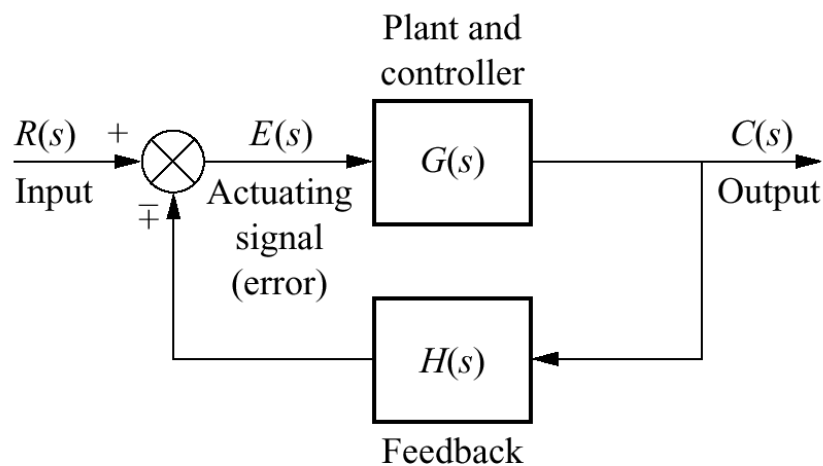 Plant and
controller
R(s) + E(s) G(s) C(s)
Input ∓ Actuating Output
signal
(error)
H(s)
Feedback